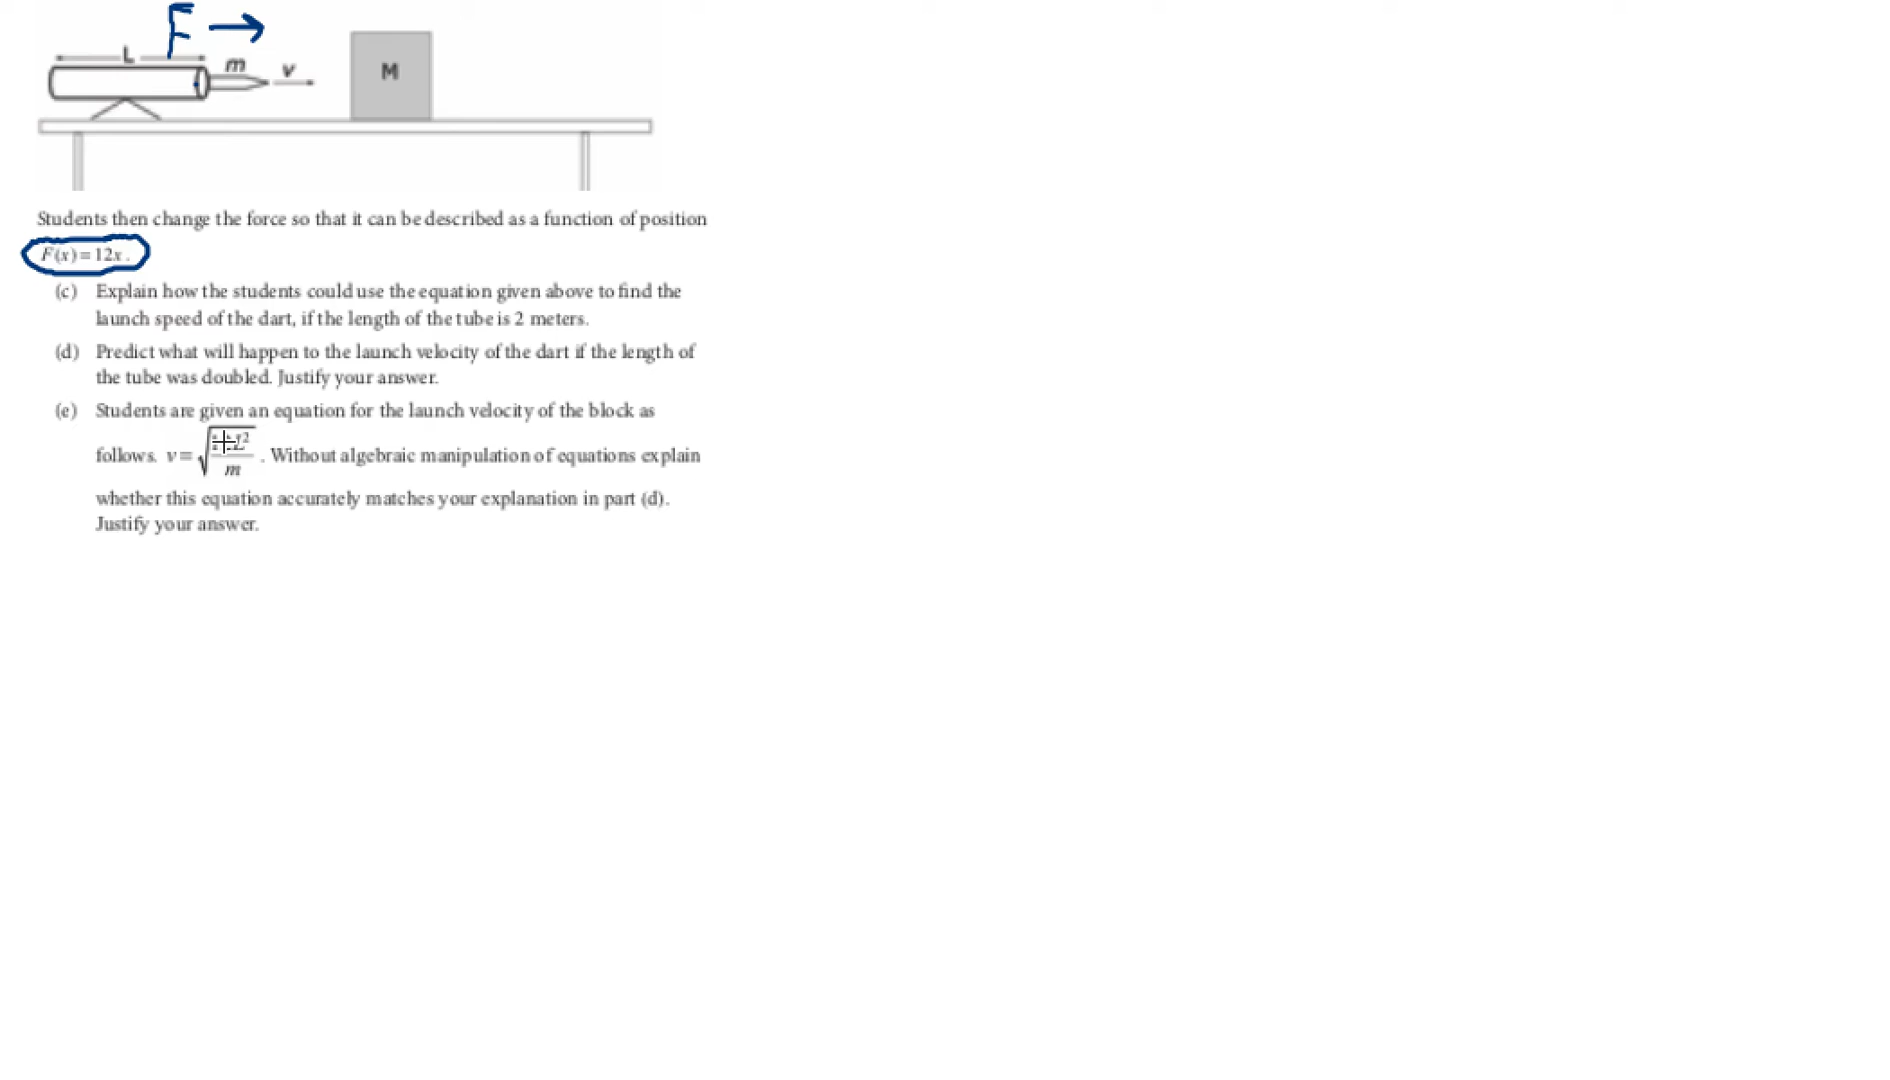 F
L
m
v
M
Students then change the force so that it can be described as a function of position
F(x)=12x.
(c) Explain how the students could use the equation given above to find the
launch speed of the dart, if the length of the tube is 2 meters.
(d) Predict what will happen to the launch velocity of the dart if the length of
the tube was doubled. Justify your answer.
(e) Students are given an equation for the launch velocity of the block as
follows. v=√ L²/m . Without algebraic manipulation of equations explain
whether this equation accurately matches your explanation in part (d).
Justify your answer.